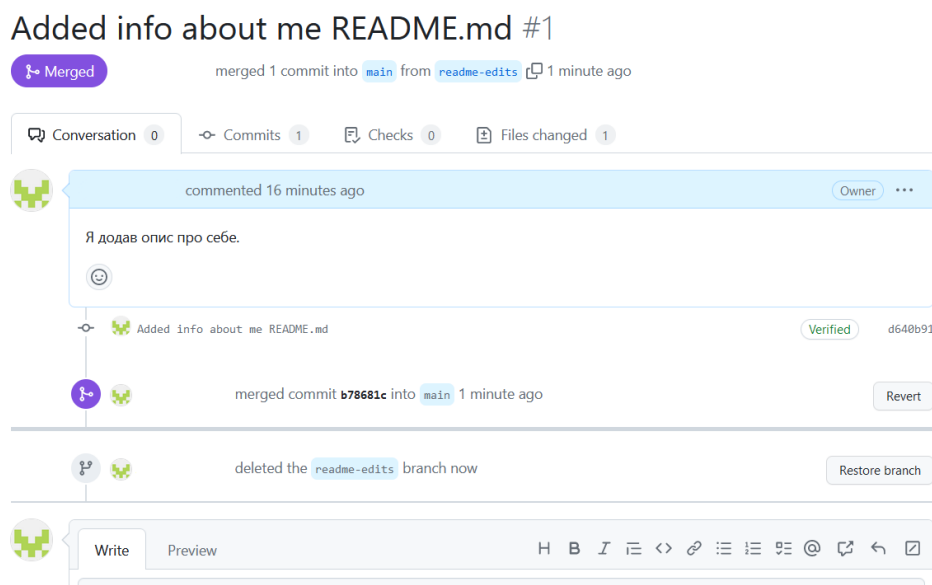 Added info about me README.md #1
Merged merged 1 commit into main from readme-edits 1 minute ago
Conversation 0 Commits 1 Checks 0 Files changed 1
commented 16 minutes ago Owner
Я додав опис про себе.
Added info about me README.md Verified d640b91
merged commit b78681c into main 1 minute ago Revert
deleted the readme-edits branch now Restore branch
Write Preview